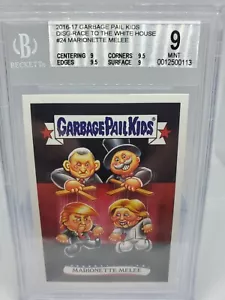 2016-17 GARBAGE PAIL KIDS
DISG-RACE TO THE WHITE HOUSE
#24 MARIONETTE MELEE
CENTERING 9 CORNERS 9.5
EDGES 9.5 SURFACE 9
BECKETT
9
MINT
0012500113
GARBAGE PAIL KIDS
MARIONETTE MELEE